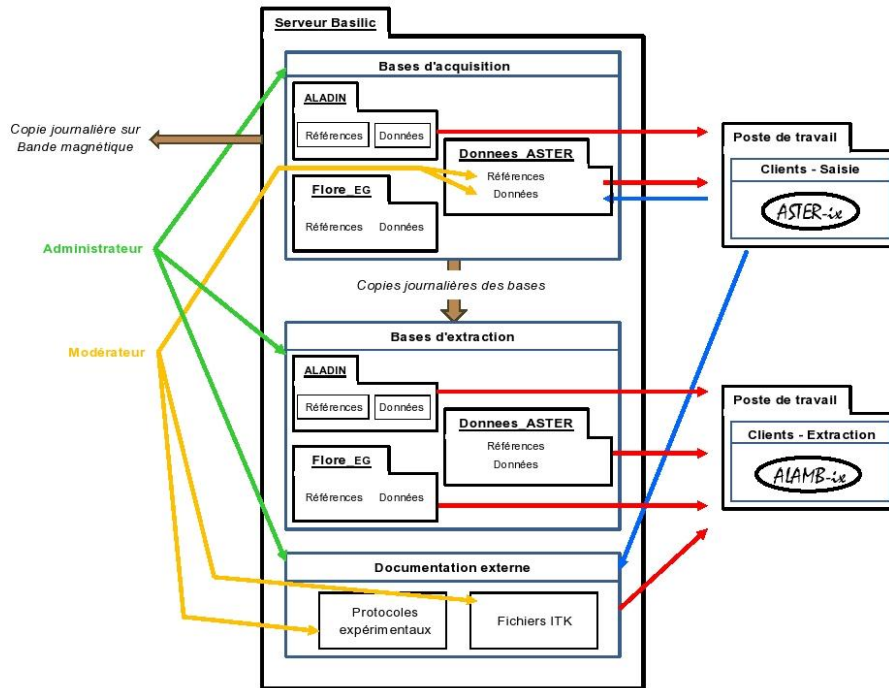 Serveur Basilic
Bases d'acquisition
ALADIN
Références Données
Donnees_ASTER
Références
Données
Flore_EG
Références Données
Copie journalière sur
Bande magnétique
Poste de travail
Clients - Saisie
ASTER-ix
Administrateur
Copies journalières des bases
Modérateur
Bases d'extraction
ALADIN
Références Données
Donnees_ASTER
Références
Données
Flore_EG
Références Données
Poste de travail
Clients - Extraction
ALAMB-ix
Documentation externe
Protocoles
expérimentaux
Fichiers ITK